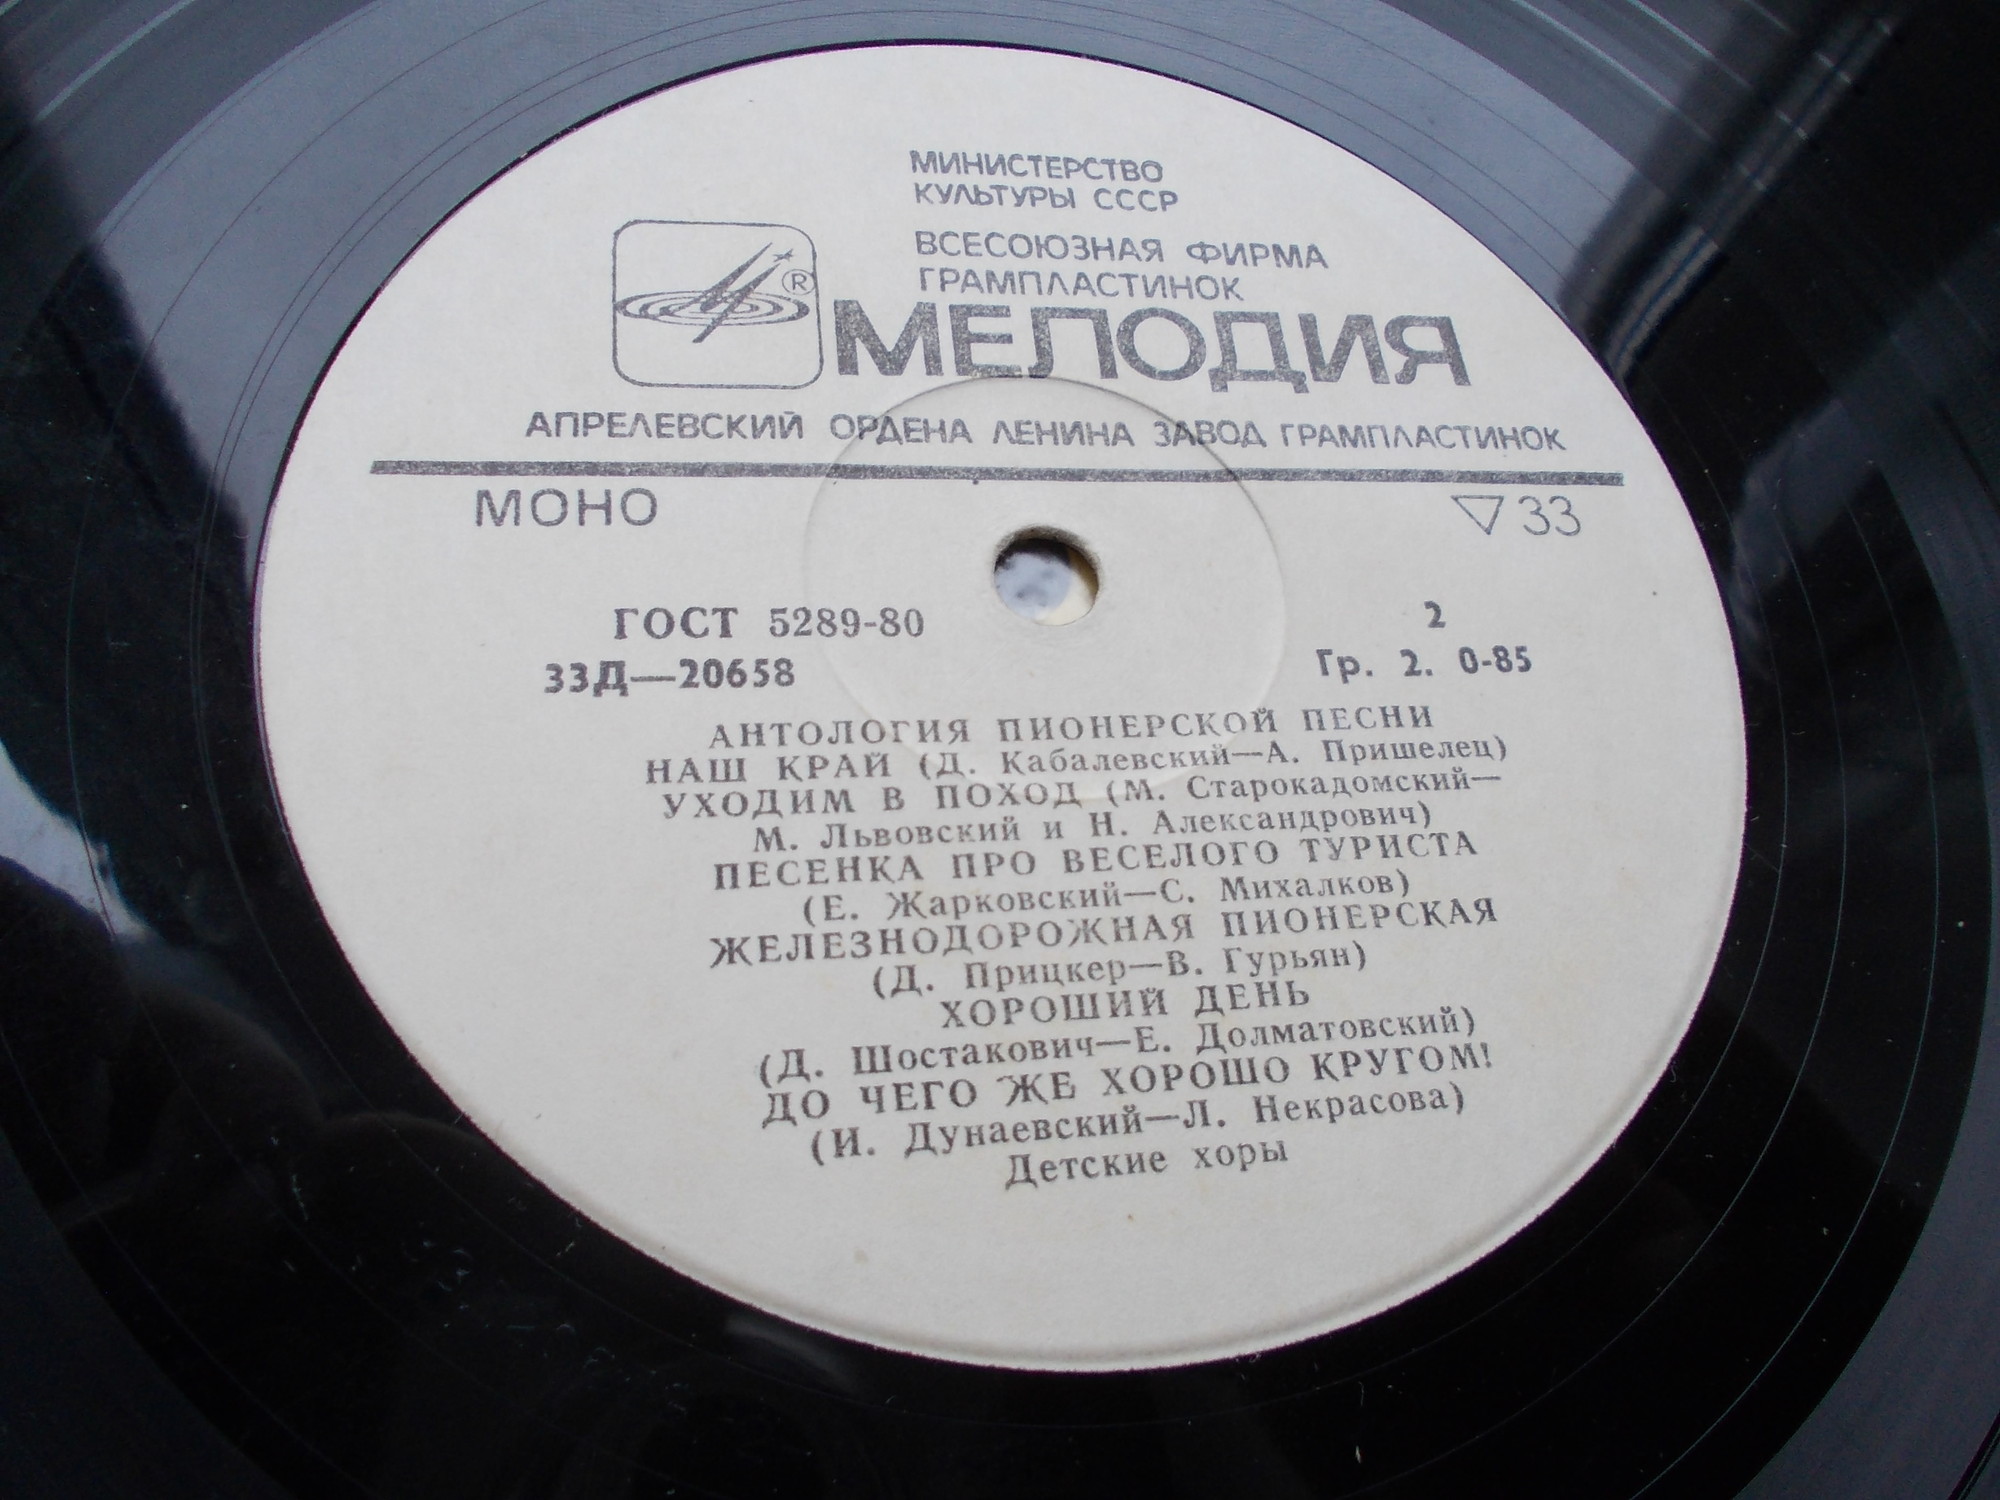 МИНИСТЕРСТВО
КУЛЬТУРЫ СССР
ВСЕСОЮЗНАЯ ФИРМА
ГРАМПЛАСТИНОК
®
МЕЛОДИЯ
АПРЕЛЕВСКИЙ ОРДЕНА ЛЕНИНА ЗАВОД ГРАМПЛАСТИНОК
МОНО
▽ 33
ГОСТ 5289-80
2
33Д—20658
Гр. 2. 0-85
АНТОЛОГИЯ ПИОНЕРСКОЙ ПЕСНИ
НАШ КРАЙ (Д. Кабалевский—А. Пришелец)
УХОДИМ В ПОХОД (М. Старокадомский—
М. Львовский и Н. Александрович)
ПЕСЕНКА ПРО ВЕСЕЛОГО ТУРИСТА
(Е. Жарковский—С. Михалков)
ЖЕЛЕЗНОДОРОЖНАЯ ПИОНЕРСКАЯ
(Д. Прицкер—В. Гурьян)
ХОРОШИЙ ДЕНЬ
(Д. Шостакович—Е. Долматовский)
ДО ЧЕГО ЖЕ ХОРОШО КРУГОМ!
(И. Дунаевский—Л. Некрасова)
Детские хоры